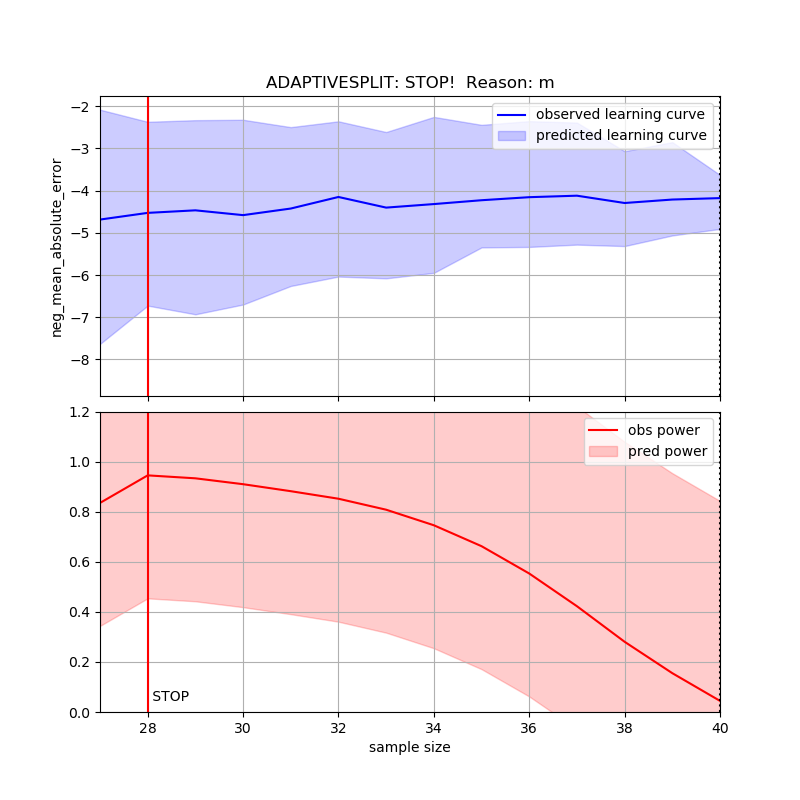 ADAPTIVESPLIT: STOP!  Reason: m
observed learning curve
predicted learning curve
neg_mean_absolute_error
−2
−3
−4
−5
−6
−7
−8
obs power
pred power
1.2
1.0
0.8
0.6
0.4
0.2
0.0
STOP
28 30 32 34 36 38 40
sample size